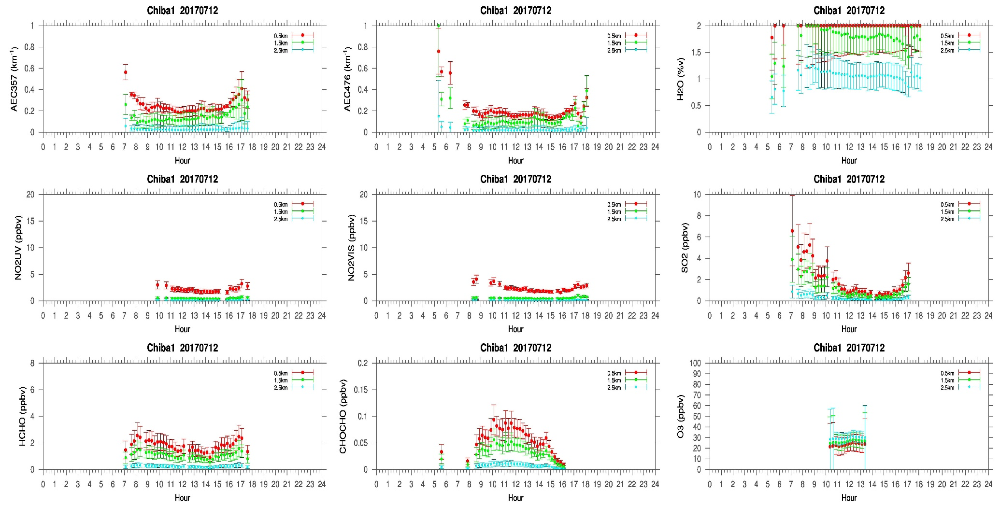 Chiba1 20170712
AEC357 (km-1)
1
0.8
0.6
0.4
0.2
0
0.5km
1.5km
2.5km
0 1 2 3 4 5 6 7 8 9 10 11 12 13 14 15 16 17 18 19 20 21 22 23 24
Hour
Chiba1 20170712
AEC476 (km-1)
1
0.8
0.6
0.4
0.2
0
0.5km
1.5km
2.5km
0 1 2 3 4 5 6 7 8 9 10 11 12 13 14 15 16 17 18 19 20 21 22 23 24
Hour
Chiba1 20170712
H2O (%v)
2
1.5
1
0.5
0
0.5km
1.5km
2.5km
0 1 2 3 4 5 6 7 8 9 10 11 12 13 14 15 16 17 18 19 20 21 22 23 24
Hour
Chiba1 20170712
NO2UV (ppbv)
20
15
10
5
0
0.5km
1.5km
2.5km
0 1 2 3 4 5 6 7 8 9 10 11 12 13 14 15 16 17 18 19 20 21 22 23 24
Hour
Chiba1 20170712
NO2VIS (ppbv)
20
15
10
5
0
0.5km
1.5km
2.5km
0 1 2 3 4 5 6 7 8 9 10 11 12 13 14 15 16 17 18 19 20 21 22 23 24
Hour
Chiba1 20170712
SO2 (ppbv)
10
8
6
4
2
0
0.5km
1.5km
2.5km
0 1 2 3 4 5 6 7 8 9 10 11 12 13 14 15 16 17 18 19 20 21 22 23 24
Hour
Chiba1 20170712
HCHO (ppbv)
8
6
4
2
0
0.5km
1.5km
2.5km
0 1 2 3 4 5 6 7 8 9 10 11 12 13 14 15 16 17 18 19 20 21 22 23 24
Hour
Chiba1 20170712
CHOCHO (ppbv)
0.2
0.15
0.1
0.05
0
0.5km
1.5km
2.5km
0 1 2 3 4 5 6 7 8 9 10 11 12 13 14 15 16 17 18 19 20 21 22 23 24
Hour
Chiba1 20170712
O3 (ppbv)
100
90
80
70
60
50
40
30
20
10
0
0.5km
1.5km
2.5km
0 1 2 3 4 5 6 7 8 9 10 11 12 13 14 15 16 17 18 19 20 21 22 23 24
Hour